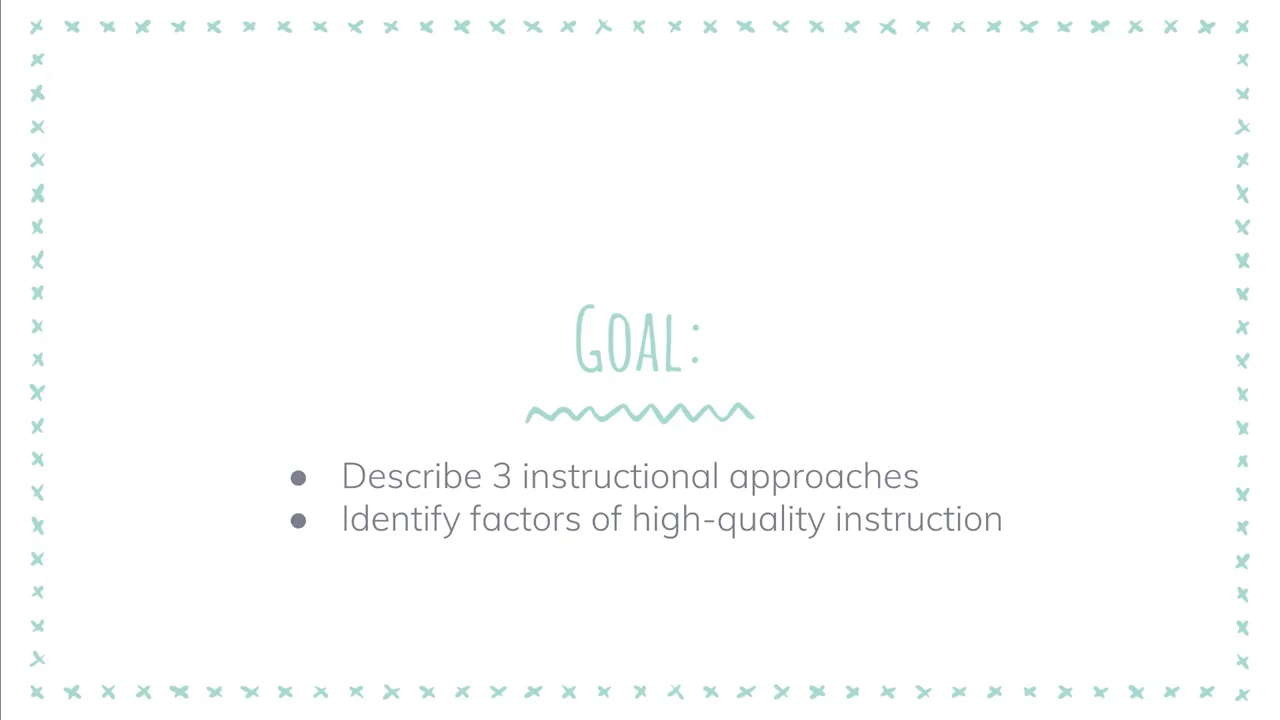 Goal:
● Describe 3 instructional approaches
● Identify factors of high-quality instruction